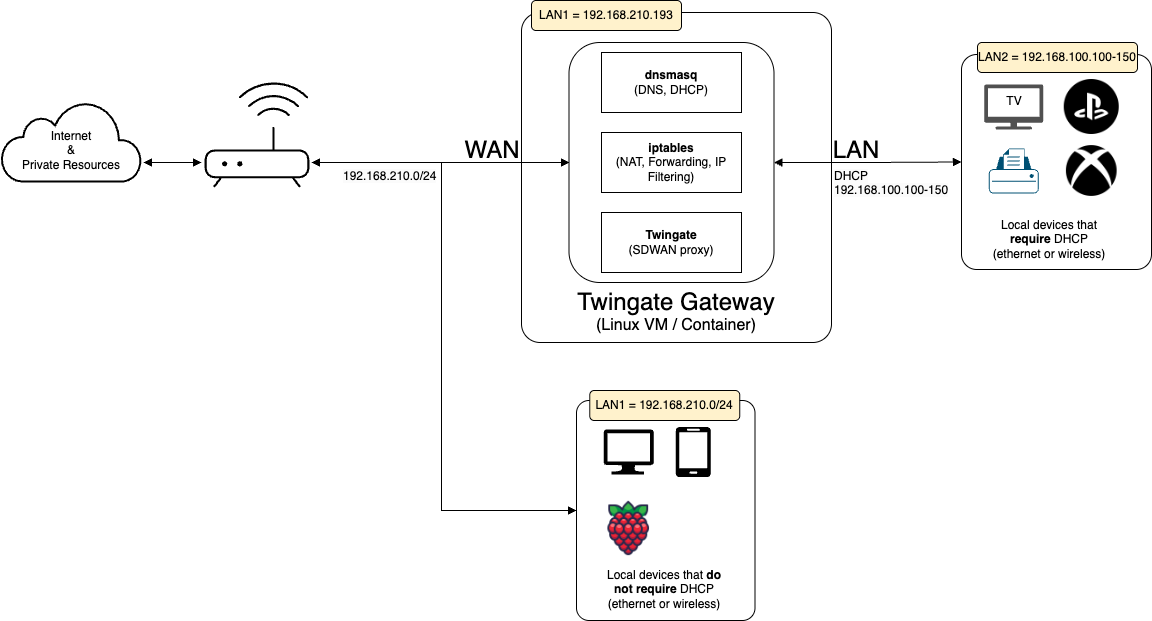 LAN1 = 192.168.210.193
dnsmasq
(DNS, DHCP)
LAN2 = 192.168.100.100-150
TV
Internet
&
Private Resources
WAN
192.168.210.0/24
iptables
(NAT, Forwarding, IP
Filtering)
LAN
DHCP
192.168.100.100-150
Twingate
(SDWAN proxy)
Local devices that
require DHCP
(ethernet or wireless)
Twingate Gateway
(Linux VM / Container)
LAN1 = 192.168.210.0/24
Local devices that do
not require DHCP
(ethernet or wireless)